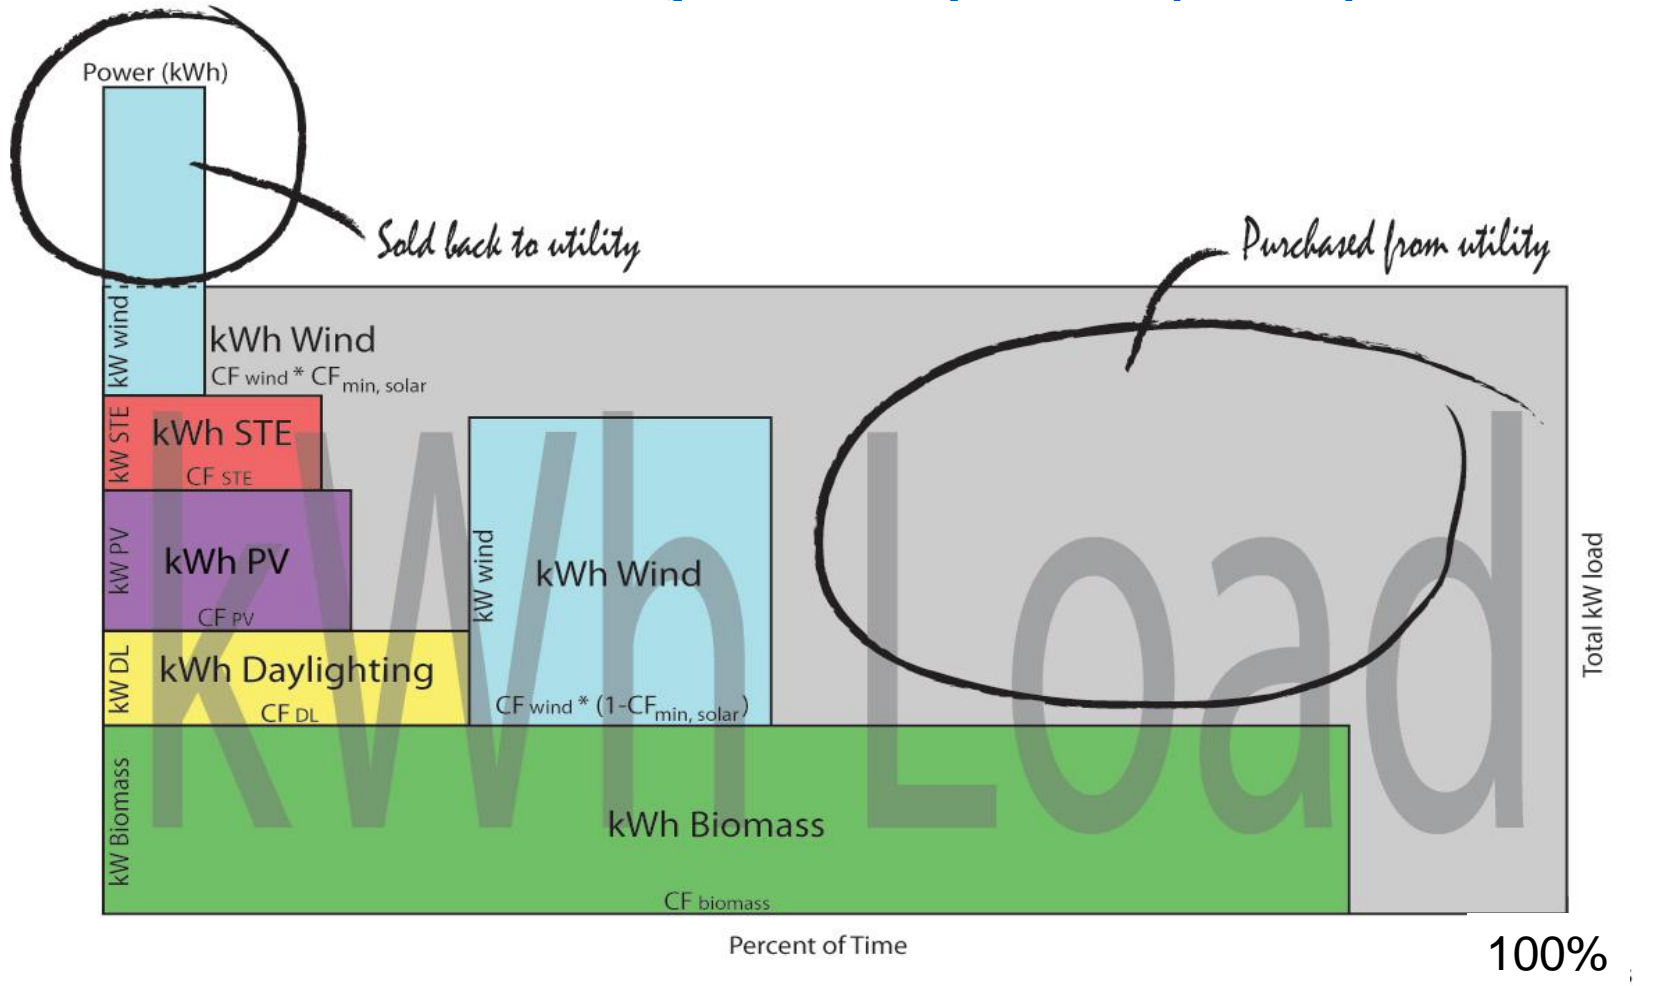 Power (kWh)
Sold back to utility
Purchased from utility
kW wind
kWh Wind
CF wind * CF min, solar
kW STE
kWh STE
CF STE
kW PV
kWh PV
CF PV
kW DL
kWh Daylighting
CF DL
kW wind
kWh Wind
CF wind * (1-CF min, solar)
kWh Load
Total kW load
kW Biomass
kWh Biomass
CF biomass
Percent of Time
100%